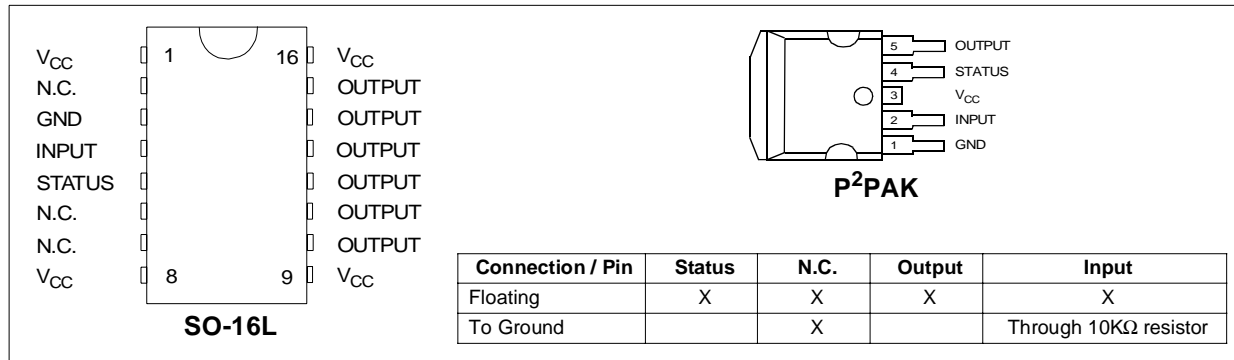 V_CC 1 16 V_CC
N.C. OUTPUT
GND OUTPUT
INPUT OUTPUT
STATUS OUTPUT
N.C. OUTPUT
N.C. OUTPUT
V_CC 8 9 V_CC
SO-16L
5 OUTPUT
4 STATUS
3 V_CC
2 INPUT
1 GND
P²PAK
Connection / Pin Status N.C. Output Input
Floating X X X X
To Ground X Through 10KΩ resistor